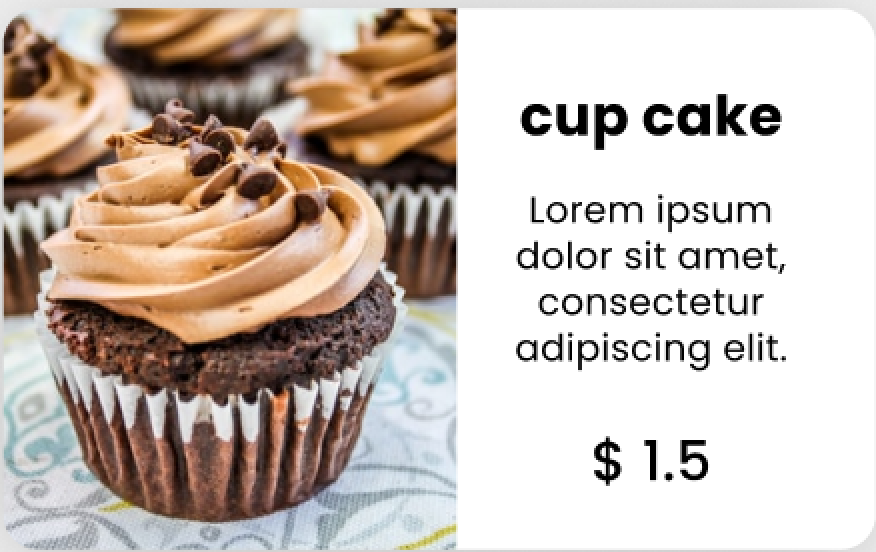 cup cake
Lorem ipsum
dolor sit amet,
consectetur
adipiscing elit.
$ 1.5